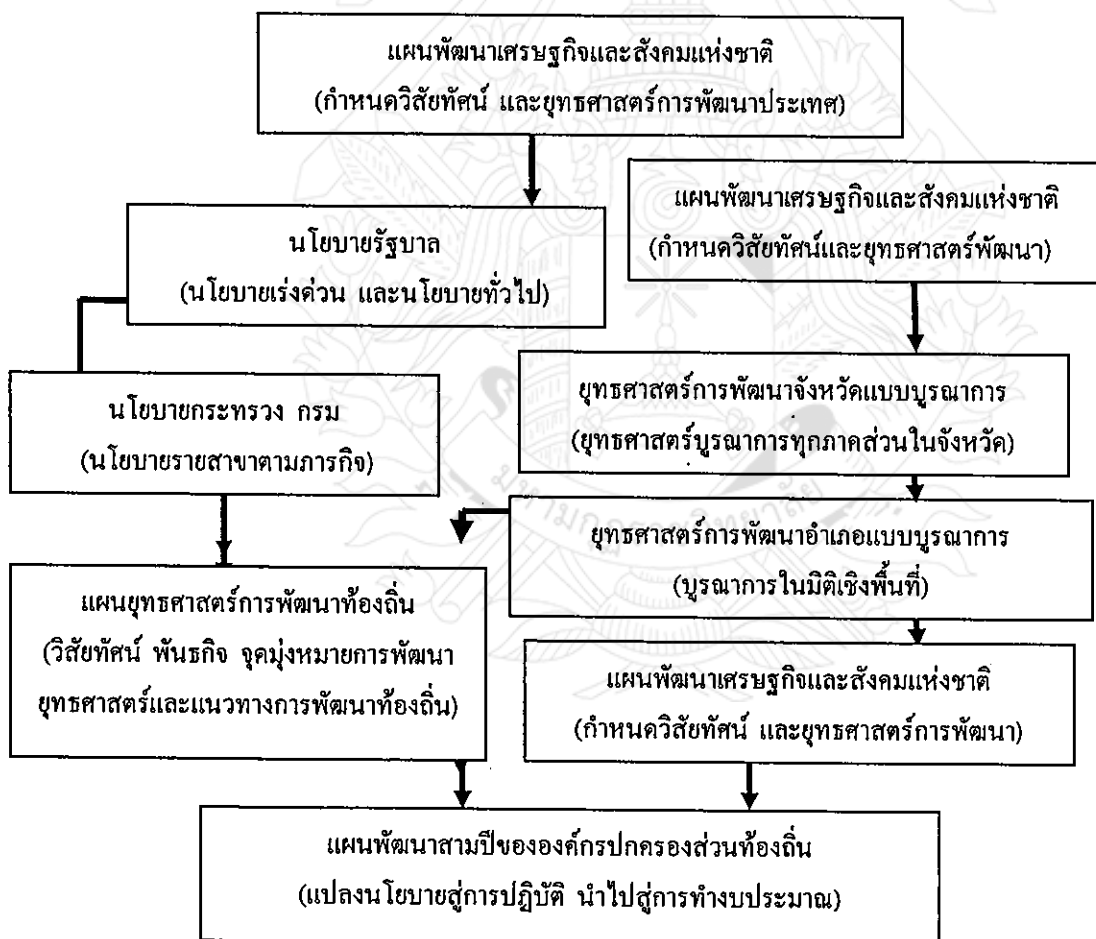 แผนพัฒนาเศรษฐกิจและสังคมแห่งชาติ
(กำหนดวิสัยทัศน์ และยุทธศาสตร์การพัฒนาประเทศ)
แผนพัฒนาเศรษฐกิจและสังคมแห่งชาติ
(กำหนดวิสัยทัศน์และยุทธศาสตร์พัฒนา)
นโยบายรัฐบาล
(นโยบายเร่งด่วน และนโยบายทั่วไป)
ยุทธศาสตร์การพัฒนาจังหวัดแบบบูรณาการ
(ยุทธศาสตร์บูรณาการทุกภาคส่วนในจังหวัด)
นโยบายกระทรวง กรม
(นโยบายรายสาขาตามภารกิจ)
ยุทธศาสตร์การพัฒนาอำเภอแบบบูรณาการ
(บูรณาการในมิติเชิงพื้นที่)
แผนยุทธศาสตร์การพัฒนาท้องถิ่น
(วิสัยทัศน์ พันธกิจ จุดมุ่งหมายการพัฒนา
ยุทธศาสตร์และแนวทางการพัฒนาท้องถิ่น)
แผนพัฒนาเศรษฐกิจและสังคมแห่งชาติ
(กำหนดวิสัยทัศน์ และยุทธศาสตร์การพัฒนา)
แผนพัฒนาสามปีขององค์กรปกครองส่วนท้องถิ่น
(แปลงนโยบายสู่การปฏิบัติ นำไปสู่การทำงบประมาณ)